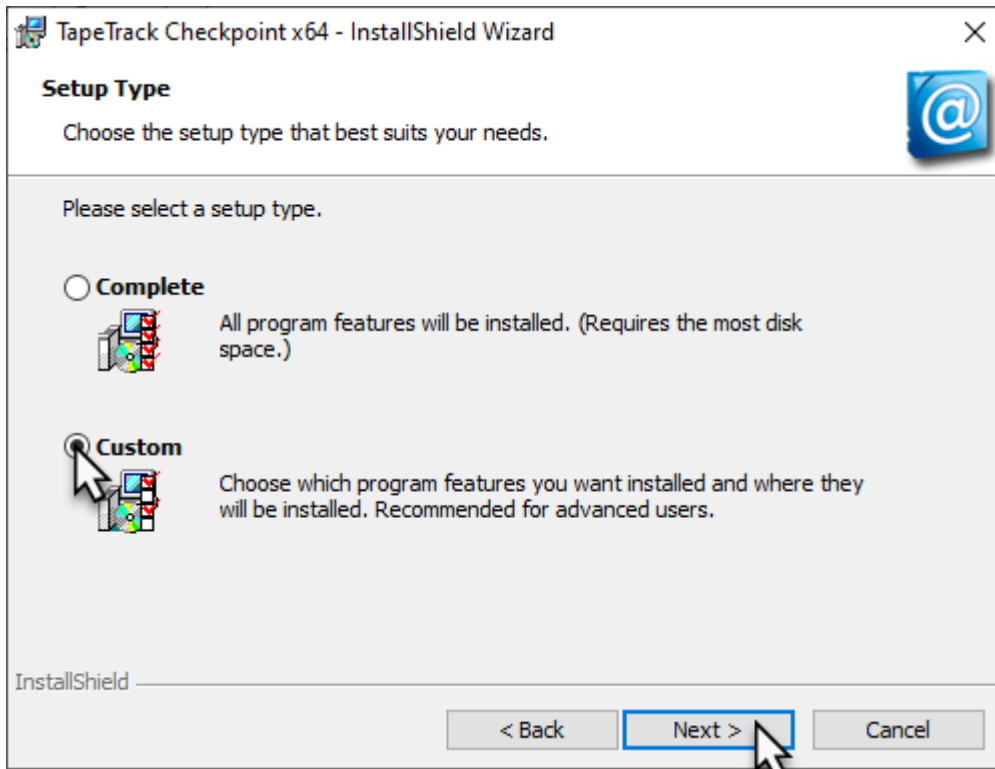 TapeTrack Checkpoint x64 - InstallShield Wizard
Setup Type
Choose the setup type that best suits your needs.
Please select a setup type.
Complete
All program features will be installed. (Requires the most disk
space.)
Custom
Choose which program features you want installed and where they
will be installed. Recommended for advanced users.
InstallShield
< Back
Next >
Cancel